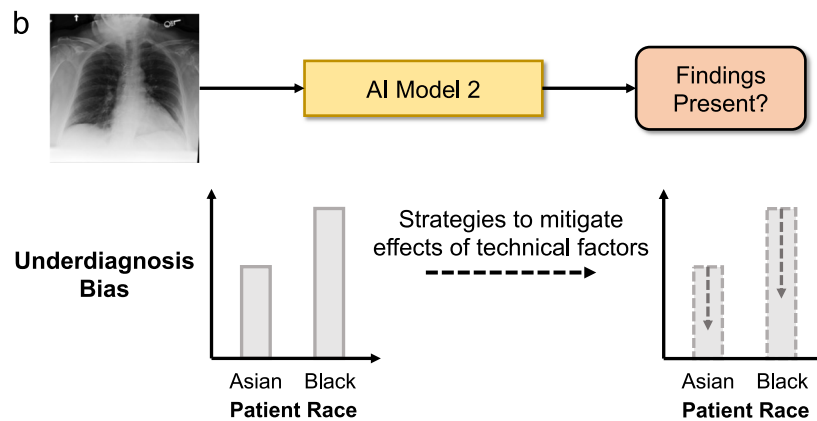 b
AI Model 2
Findings
Present?
Underdiagnosis
Bias
Strategies to mitigate
effects of technical factors
Asian Black
Patient Race
Asian Black
Patient Race